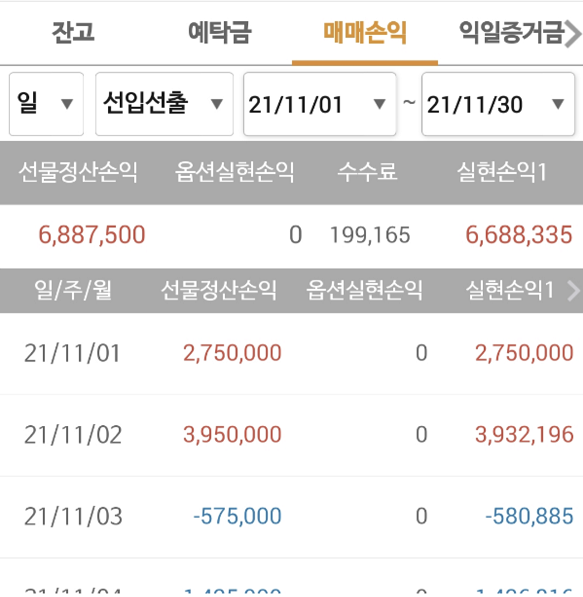 잔고 예탁금 매매손익 익일증거금
일 ▼ 선입선출 ▼ 21/11/01 ▼ ~ 21/11/30 ▼
선물정산손익 옵션실현손익 수수료 실현손익1
6,887,500 0 199,165 6,688,335
일/주/월 선물정산손익 옵션실현손익 실현손익1
21/11/01 2,750,000 0 2,750,000
21/11/02 3,950,000 0 3,932,196
21/11/03 -575,000 0 -580,885